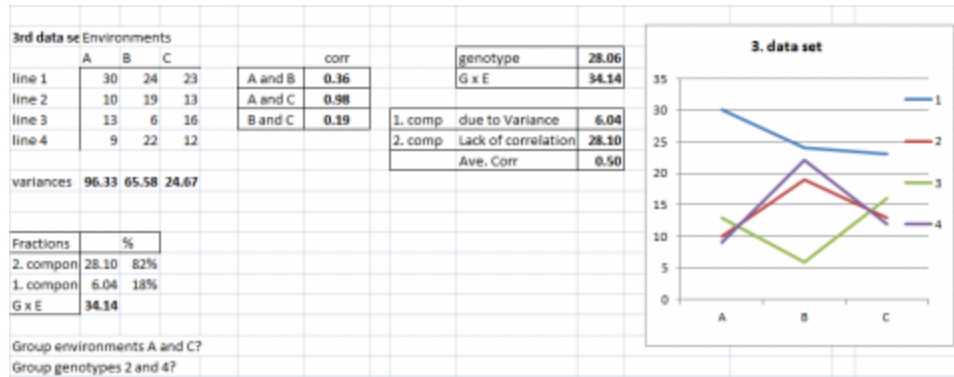 3rd data se Environments
A B C corr genotype 28.06
line 1 30 24 23 A and B 0.36 G x E 34.14
line 2 10 19 13 A and C 0.98
line 3 13 6 16 B and C 0.19 1. comp due to Variance 6.04
line 4 9 22 12 2. comp Lack of correlation 28.10
Ave. Corr 0.50
variances 96.33 65.58 24.67
Fractions %
2. compon 28.10 82%
1. compon 6.04 18%
G x E 34.14
Group environments A and C?
Group genotypes 2 and 4?
3. data set
35
30
25
20
15
10
5
0
A B C
1
2
3
4